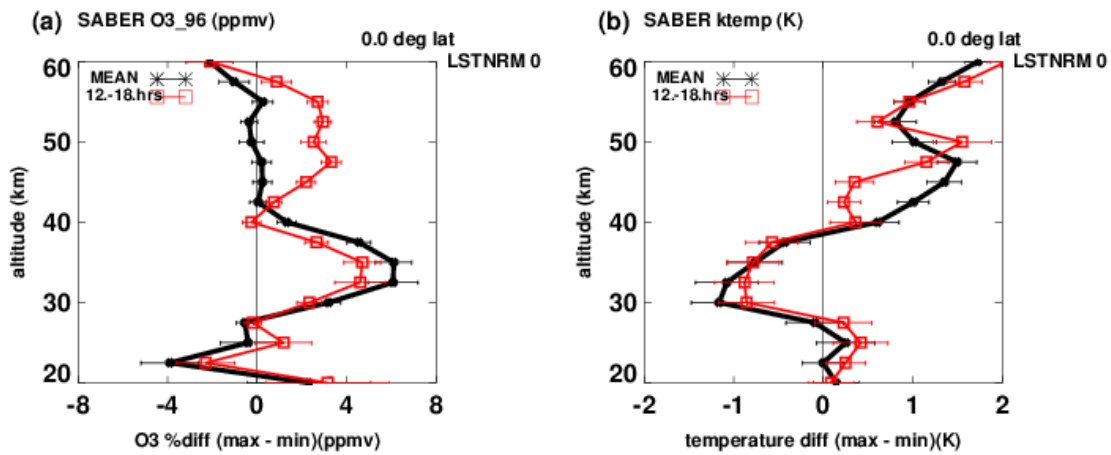 (a) SABER O3_96 (ppmv)
0.0 deg lat
LSTNRM 0
MEAN
12.-18.hrs
60
50
40
30
20
altitude (km)
-8 -4 0 4 8
O3 %diff (max - min)(ppmv)
(b) SABER ktemp (K)
0.0 deg lat
LSTNRM 0
MEAN
12.-18.hrs
60
50
40
30
20
altitude (km)
-2 -1 0 1 2
temperature diff (max - min)(K)